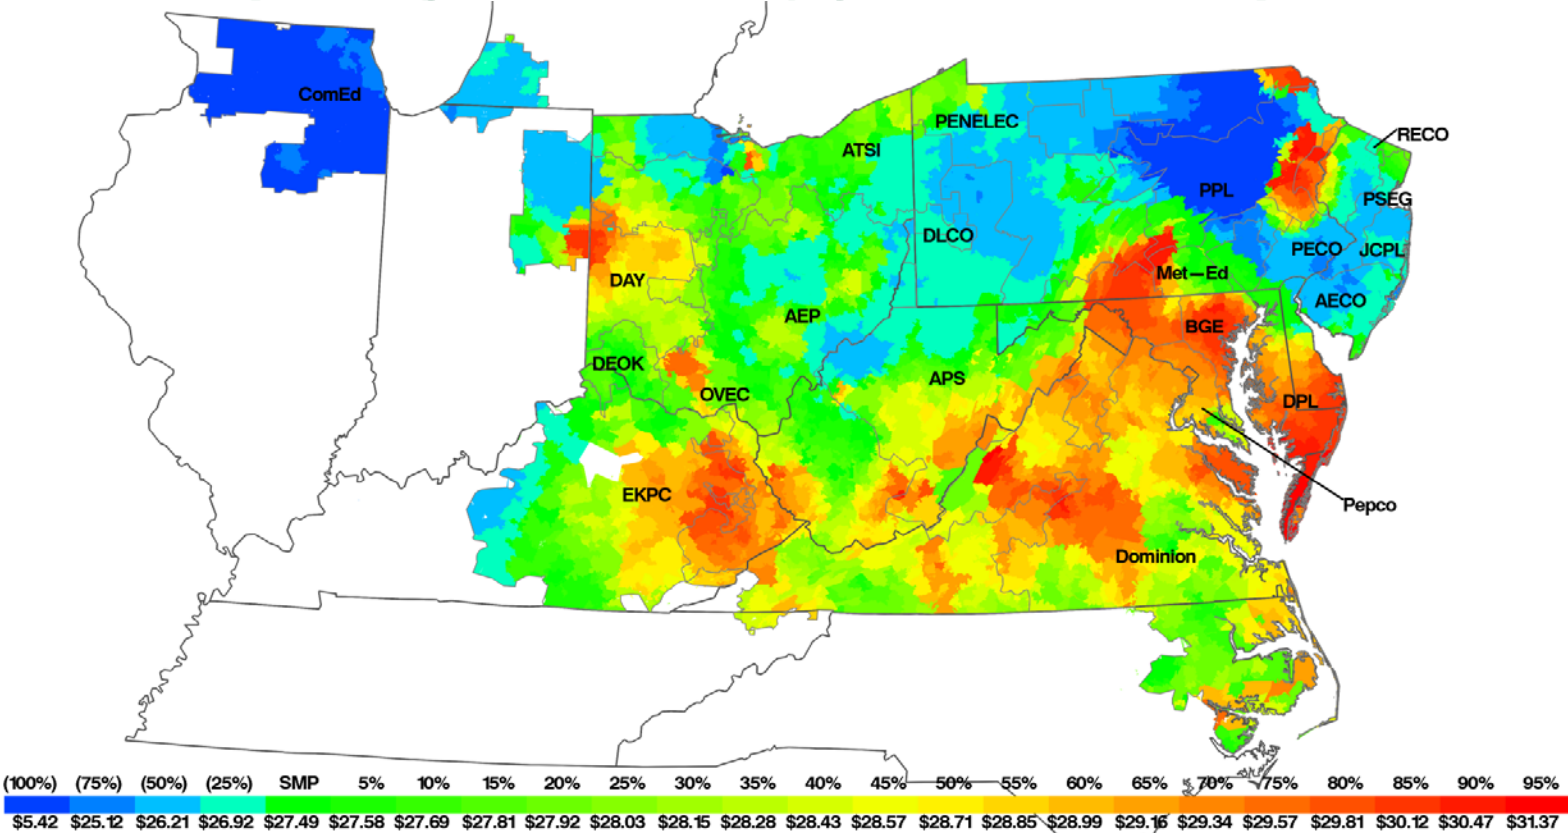 ComEd
PENELEC
RECO
ATSI
PPL
PSEG
DLCO
PECO
JCPL
Met—Ed
DAY
AECO
AEP
BGE
DEOK
APS
OVEC
DPL
EKPC
Pepco
Dominion
(100%) (75%) (50%) (25%) SMP 5% 10% 15% 20% 25% 30% 35% 40% 45% 50% 55% 60% 65% 70% 75% 80% 85% 90% 95%
$5.42 $25.12 $26.21 $26.92 $27.49 $27.58 $27.69 $27.81 $27.92 $28.03 $28.15 $28.28 $28.43 $28.57 $28.71 $28.85 $28.99 $29.16 $29.34 $29.57 $29.81 $30.12 $30.47 $31.37